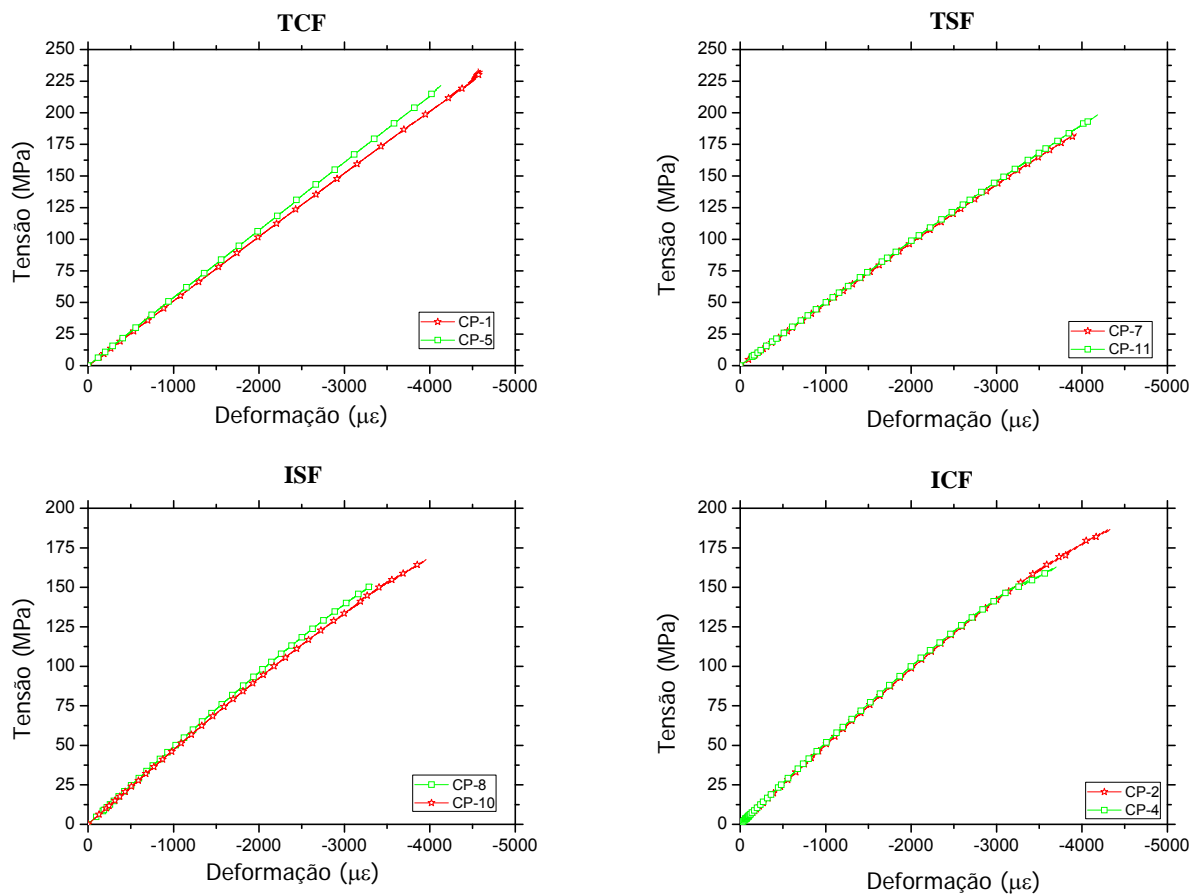 TCF
250
225
200
175
150
125
100
75
50
25
0
Tensão (MPa)
CP-1
CP-5
0 -1000 -2000 -3000 -4000 -5000
Deformação (με)
TSF
250
225
200
175
150
125
100
75
50
25
0
Tensão (MPa)
CP-7
CP-11
0 -1000 -2000 -3000 -4000 -5000
Deformação (με)
ISF
200
175
150
125
100
75
50
25
0
Tensão (MPa)
CP-8
CP-10
0 -1000 -2000 -3000 -4000 -5000
Deformação (με)
ICF
200
175
150
125
100
75
50
25
0
Tensão (MPa)
CP-2
CP-4
0 -1000 -2000 -3000 -4000 -5000
Deformação (με)